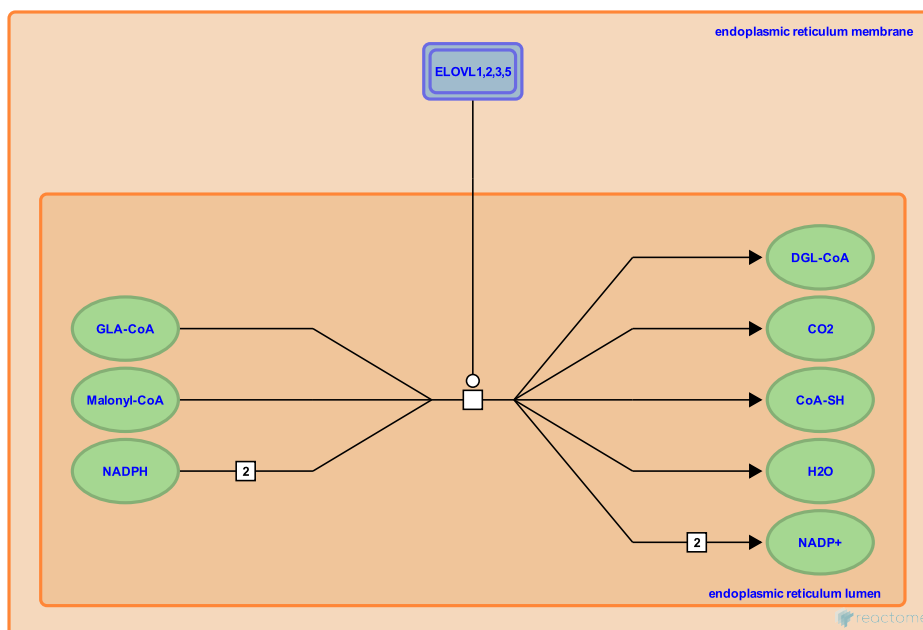 endoplasmic reticulum membrane
ELOVL1,2,3,5
DGL-CoA
GLA-CoA
CO2
Malonyl-CoA
CoA-SH
NADPH
2
H2O
2
NADP+
endoplasmic reticulum lumen
reactome